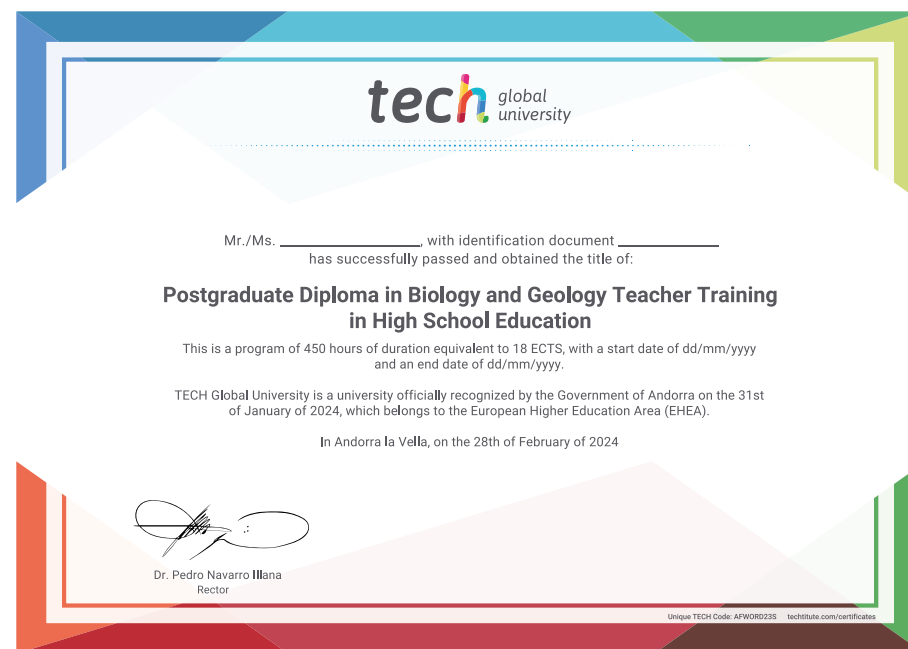 tech global
university
Mr./Ms. ____________________, with identification document ______________
has successfully passed and obtained the title of:
Postgraduate Diploma in Biology and Geology Teacher Training
in High School Education
This is a program of 450 hours of duration equivalent to 18 ECTS, with a start date of dd/mm/yyyy
and an end date of dd/mm/yyyy.
TECH Global University is a university officially recognized by the Government of Andorra on the 31st
of January of 2024, which belongs to the European Higher Education Area (EHEA).
In Andorra la Vella, on the 28th of February of 2024
Dr. Pedro Navarro Illana
Rector
Unique TECH Code: AFWORD23S techtitute.com/certificates